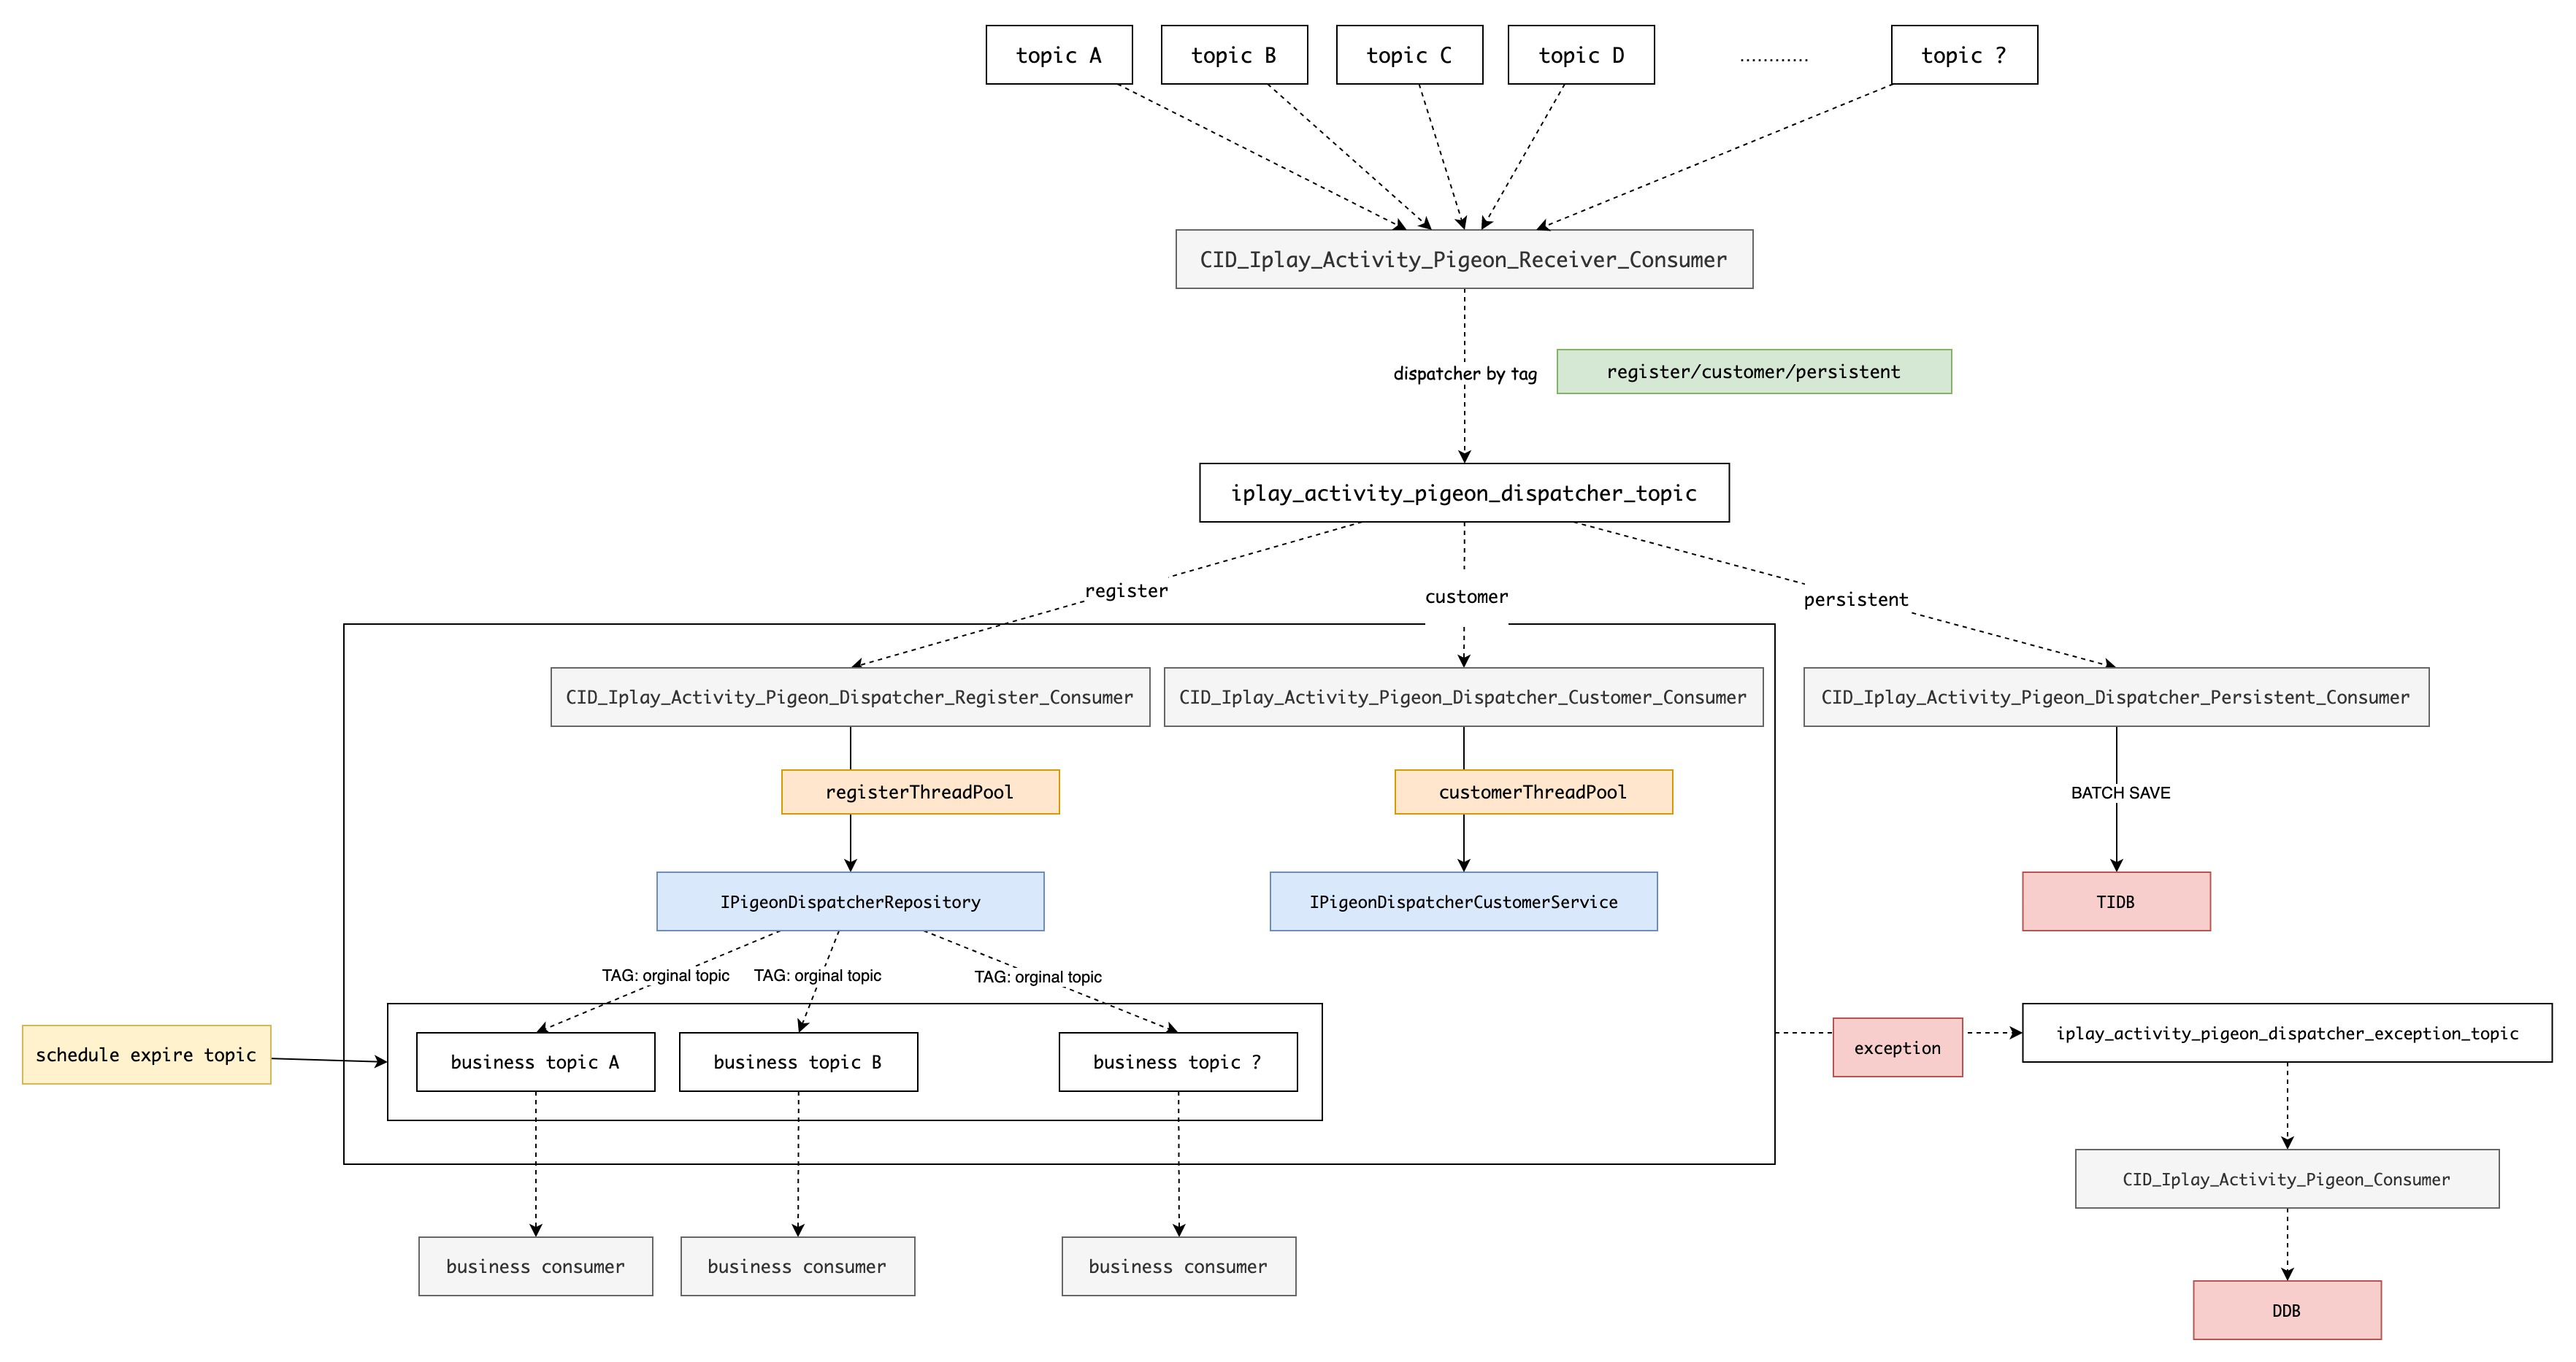 topic A
topic B
topic C
topic D
............
topic ?
CID_Iplay_Activity_Pigeon_Receiver_Consumer
dispatcher by tag
register/customer/persistent
iplay_activity_pigeon_dispatcher_topic
register
customer
persistent
CID_Iplay_Activity_Pigeon_Dispatcher_Register_Consumer
CID_Iplay_Activity_Pigeon_Dispatcher_Customer_Consumer
CID_Iplay_Activity_Pigeon_Dispatcher_Persistent_Consumer
registerThreadPool
customerThreadPool
BATCH SAVE
IPigeonDispatcherRepository
IPigeonDispatcherCustomerService
TIDB
TAG: orginal topic
TAG: orginal topic
TAG: orginal topic
schedule expire topic
business topic A
business topic B
business topic ?
exception
iplay_activity_pigeon_dispatcher_exception_topic
CID_Iplay_Activity_Pigeon_Consumer
business consumer
business consumer
business consumer
DDB